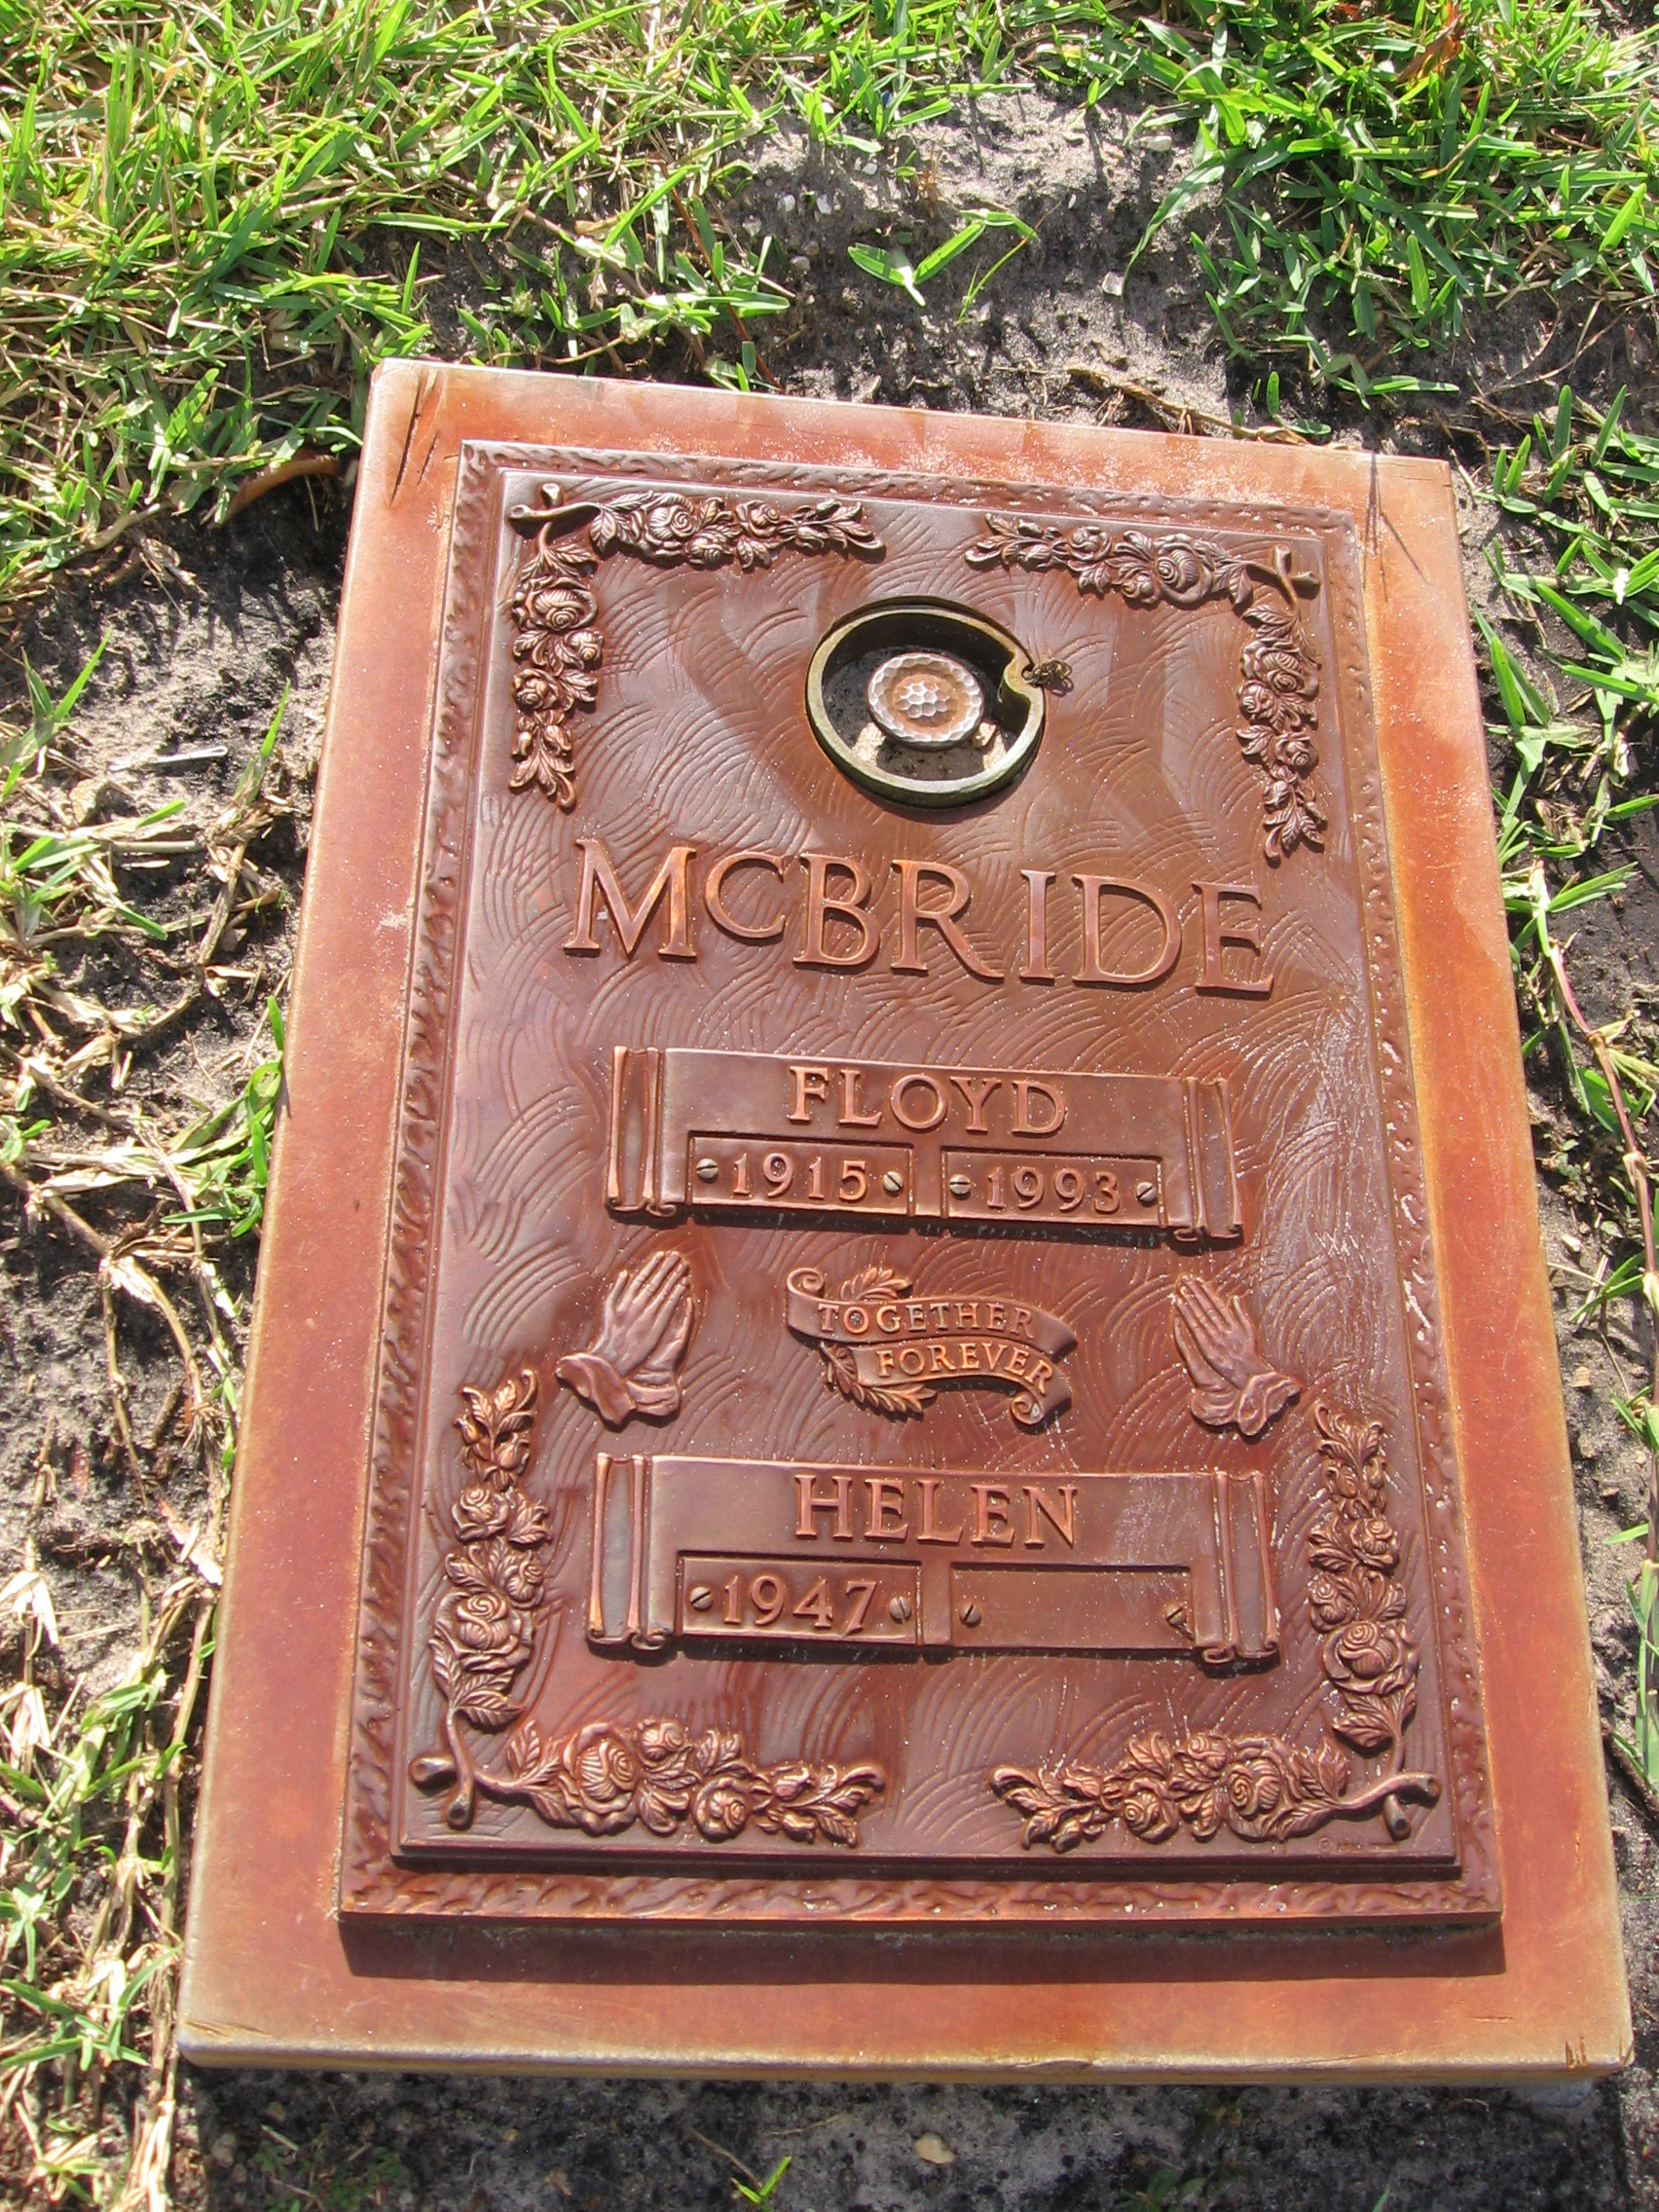 McBRIDE
FLOYD
1915 1993
TOGETHER
FOREVER
HELEN
1947